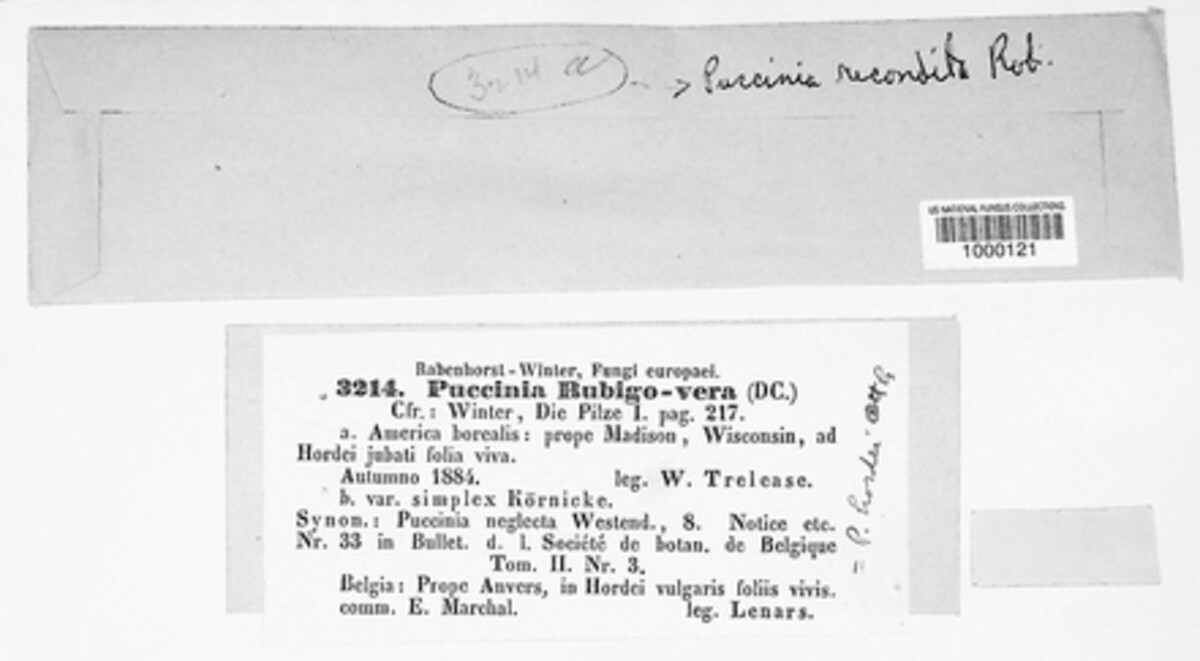 3214 a -> Puccinia recondita Rob.
US NATIONAL FUNGUS COLLECTIONS
1000121
Rabenhorst-Winter, Fungi europaei.
3214. Puccinia Rubigo-vera (DC.)
Cfr.: Winter, Die Pilze I. pag. 217.
a. America borealis: prope Madison, Wisconsin, ad
Hordei jubati folia viva.
Autumno 1884. leg. W. Trelease.
b. var. simplex Körnicke.
Synon.: Puccinia neglecta Westend., 8. Notice etc.
Nr. 33 in Bullet. d. l. Société de botan. de Belgique
Tom. II. Nr. 3.
Belgia: Prope Anvers, in Hordei vulgaris foliis vivis.
comm. E. Marchal. leg. Lenars.
= P. hordei Otth